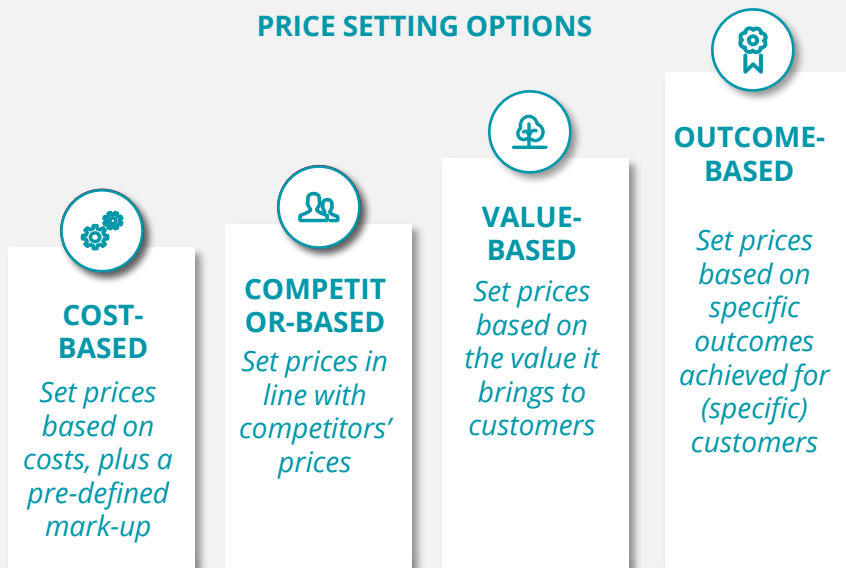 PRICE SETTING OPTIONS
COST-
BASED
Set prices
based on
costs, plus a
pre-defined
mark-up
COMPETIT
OR-BASED
Set prices in
line with
competitors’
prices
VALUE-
BASED
Set prices
based on
the value it
brings to
customers
OUTCOME-
BASED
Set prices
based on
specific
outcomes
achieved for
(specific)
customers